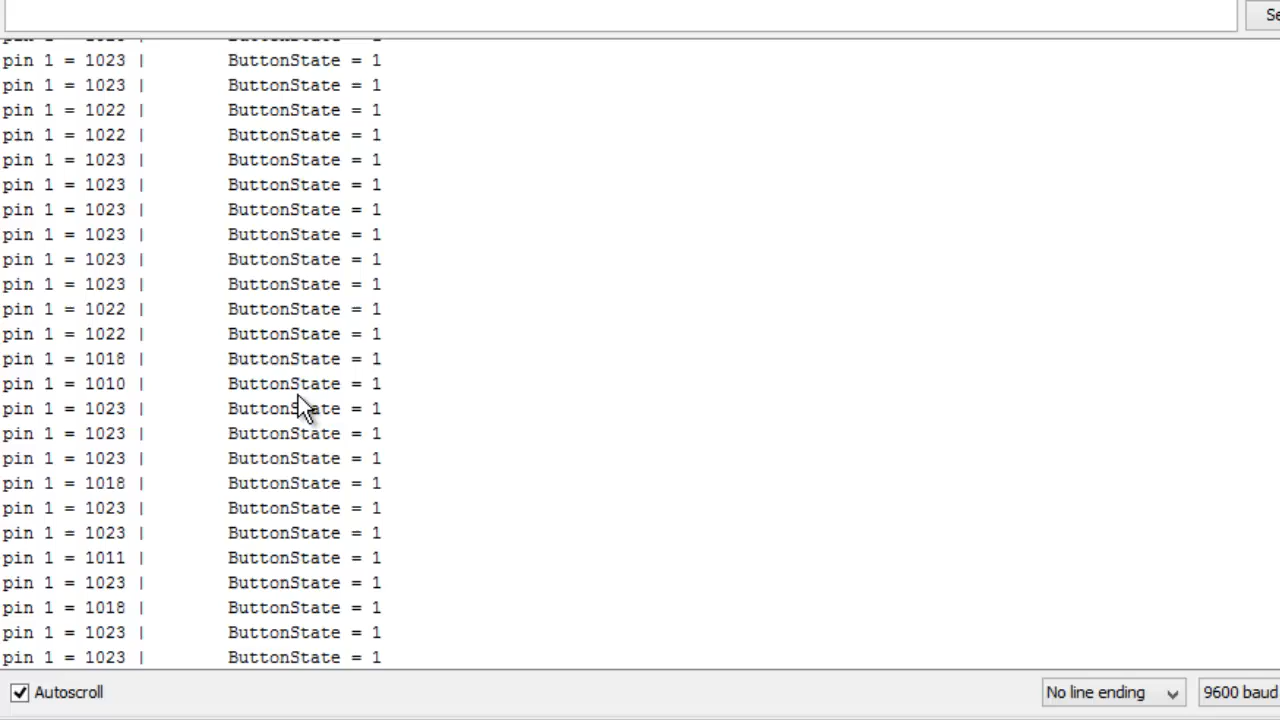 Se
pin 1 = 1023 | ButtonState = 1
pin 1 = 1023 | ButtonState = 1
pin 1 = 1022 | ButtonState = 1
pin 1 = 1022 | ButtonState = 1
pin 1 = 1023 | ButtonState = 1
pin 1 = 1023 | ButtonState = 1
pin 1 = 1023 | ButtonState = 1
pin 1 = 1023 | ButtonState = 1
pin 1 = 1023 | ButtonState = 1
pin 1 = 1023 | ButtonState = 1
pin 1 = 1022 | ButtonState = 1
pin 1 = 1022 | ButtonState = 1
pin 1 = 1018 | ButtonState = 1
pin 1 = 1010 | ButtonState = 1
pin 1 = 1023 | ButtonState = 1
pin 1 = 1023 | ButtonState = 1
pin 1 = 1023 | ButtonState = 1
pin 1 = 1018 | ButtonState = 1
pin 1 = 1023 | ButtonState = 1
pin 1 = 1023 | ButtonState = 1
pin 1 = 1011 | ButtonState = 1
pin 1 = 1023 | ButtonState = 1
pin 1 = 1018 | ButtonState = 1
pin 1 = 1023 | ButtonState = 1
pin 1 = 1023 | ButtonState = 1
Autoscroll No line ending 9600 baud